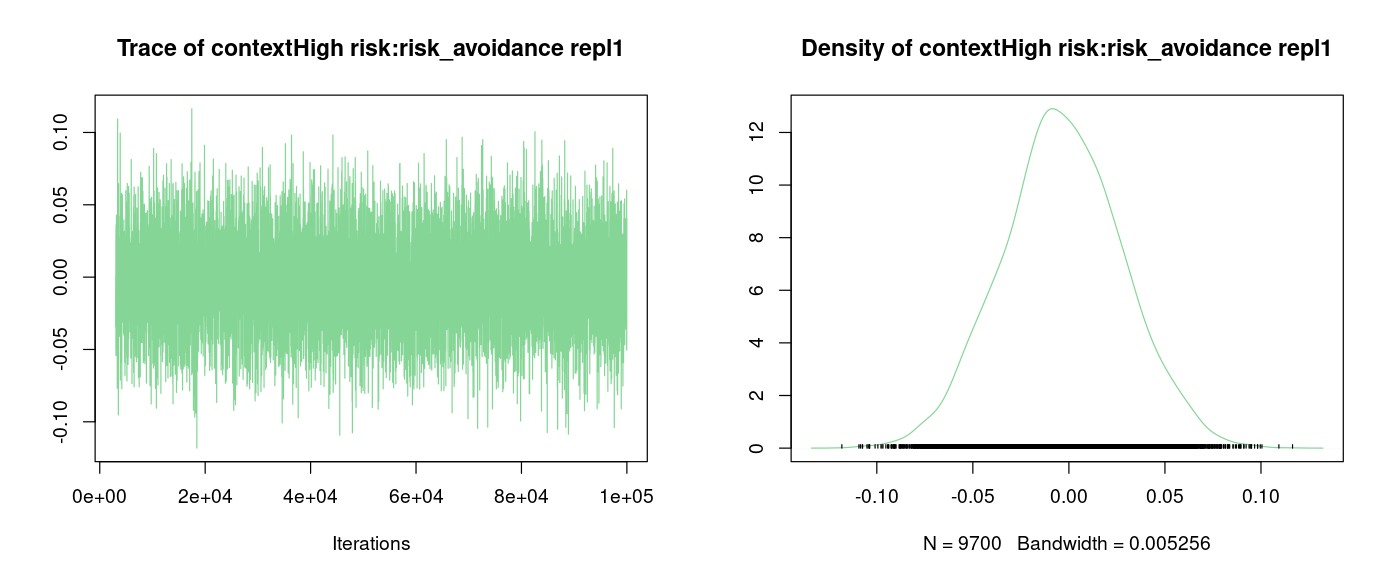 Trace of contextHigh risk:risk_avoidance repl1
0.10
0.05
0.00
-0.05
-0.10
0e+00 2e+04 4e+04 6e+04 8e+04 1e+05
Iterations
Density of contextHigh risk:risk_avoidance repl1
12
10
8
6
4
2
0
-0.10 -0.05 0.00 0.05 0.10
N = 9700 Bandwidth = 0.005256